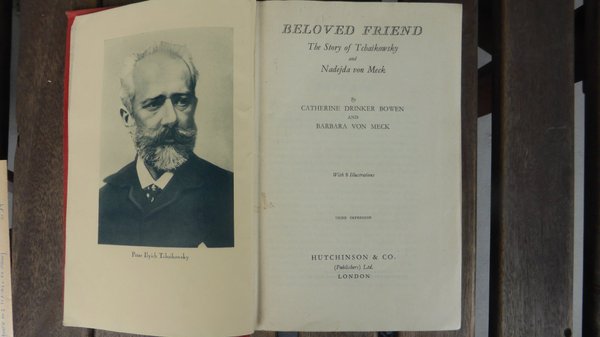 Peter Ilyich Tchaikovsky
BELOVED FRIEND
The Story of Tchaikowsky
and
Nadejda von Meck
By
CATHERINE DRINKER BOWEN
AND
BARBARA VON MECK
With 8 Illustrations
THIRD IMPRESSION
HUTCHINSON & CO.
(Publishers) Ltd.
LONDON